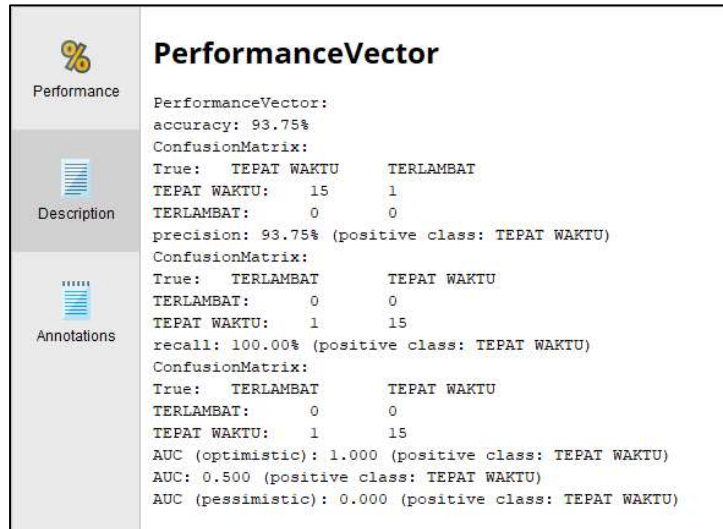 Performance
Description
Annotations
PerformanceVector
PerformanceVector:
accuracy: 93.75%
ConfusionMatrix:
True: TEPAT WAKTU TERLAMBAT
TEPAT WAKTU: 15 1
TERLAMBAT: 0 0
precision: 93.75% (positive class: TEPAT WAKTU)
ConfusionMatrix:
True: TERLAMBAT TEPAT WAKTU
TERLAMBAT: 0 0
TEPAT WAKTU: 1 15
recall: 100.00% (positive class: TEPAT WAKTU)
ConfusionMatrix:
True: TERLAMBAT TEPAT WAKTU
TERLAMBAT: 0 0
TEPAT WAKTU: 1 15
AUC (optimistic): 1.000 (positive class: TEPAT WAKTU)
AUC: 0.500 (positive class: TEPAT WAKTU)
AUC (pessimistic): 0.000 (positive class: TEPAT WAKTU)